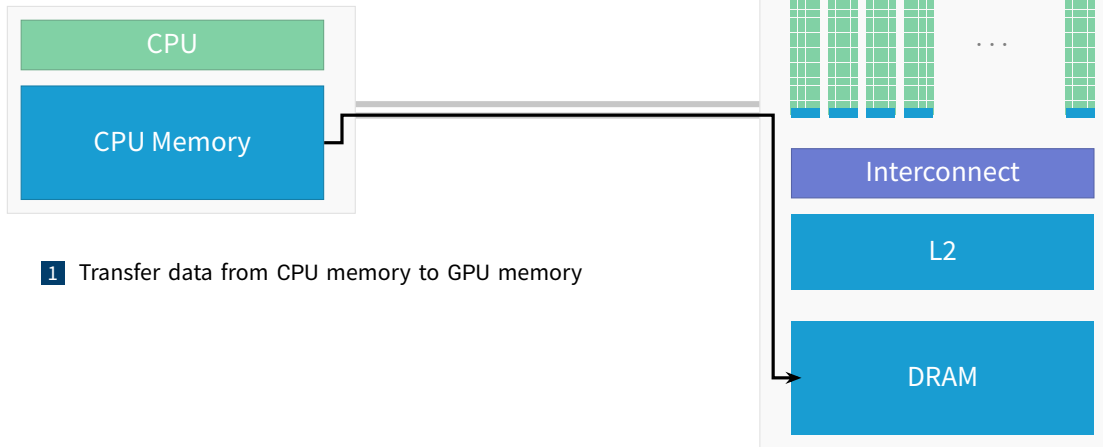 CPU
CPU Memory
. . .
Interconnect
L2
DRAM
1 Transfer data from CPU memory to GPU memory